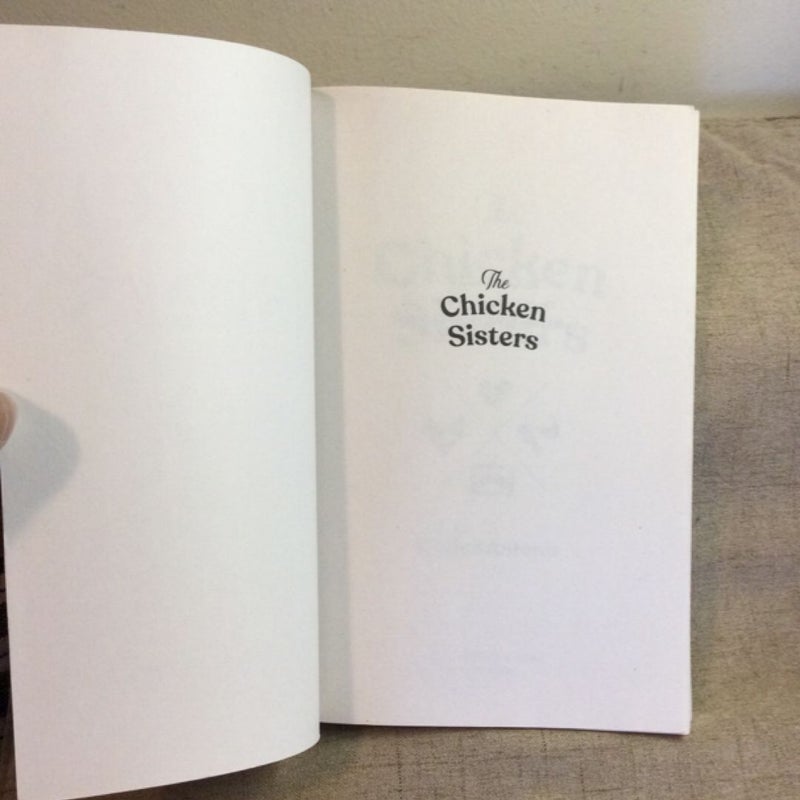 The
Chicken
Sisters